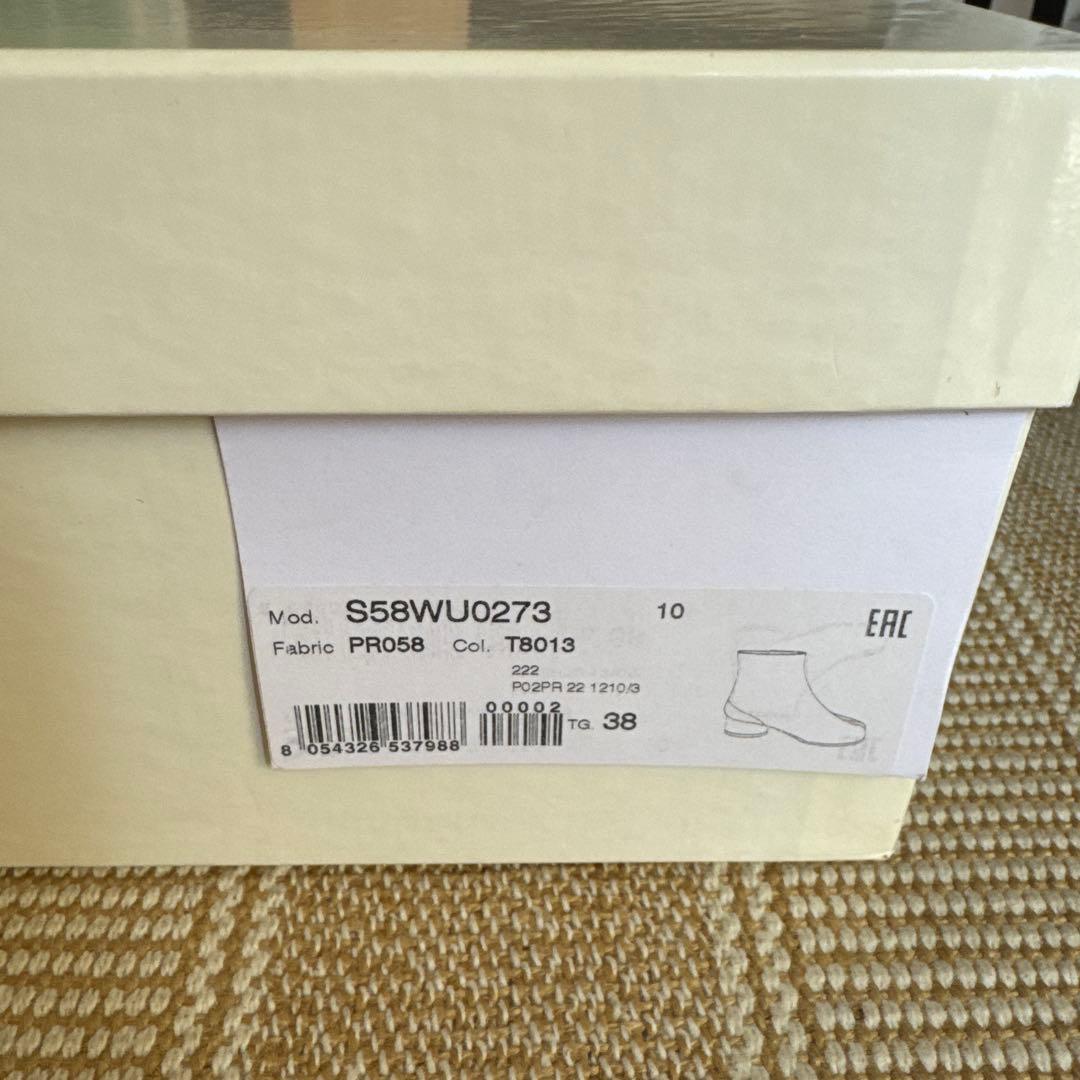 Mod. S58WU0273 10 EAC
Fabric PR058 Col. T8013
222
P02PR 22 1210/3
00002
TG. 38
8 054326 537988